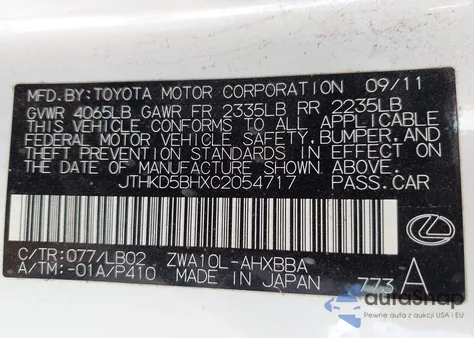 MFD.BY:TOYOTA MOTOR CORPORATION 09/11
GVWR 4065LB GAWR FR 2335LB RR 2235LB
THIS VEHICLE CONFORMS TO ALL APPLICABLE
FEDERAL MOTOR VEHICLE SAFETY,BUMPER,AND
THEFT PREVENTION STANDARDS IN EFFECT ON
THE DATE OF MANUFACTURE SHOWN ABOVE.
JTHKD5BHXC2054717 PASS.CAR
C/TR:077/LB02 ZWA10L-AHXBBA
A/TM:-01A/P410 MADE IN JAPAN 773 A
autaSnap
Pewne auta z USA i EU